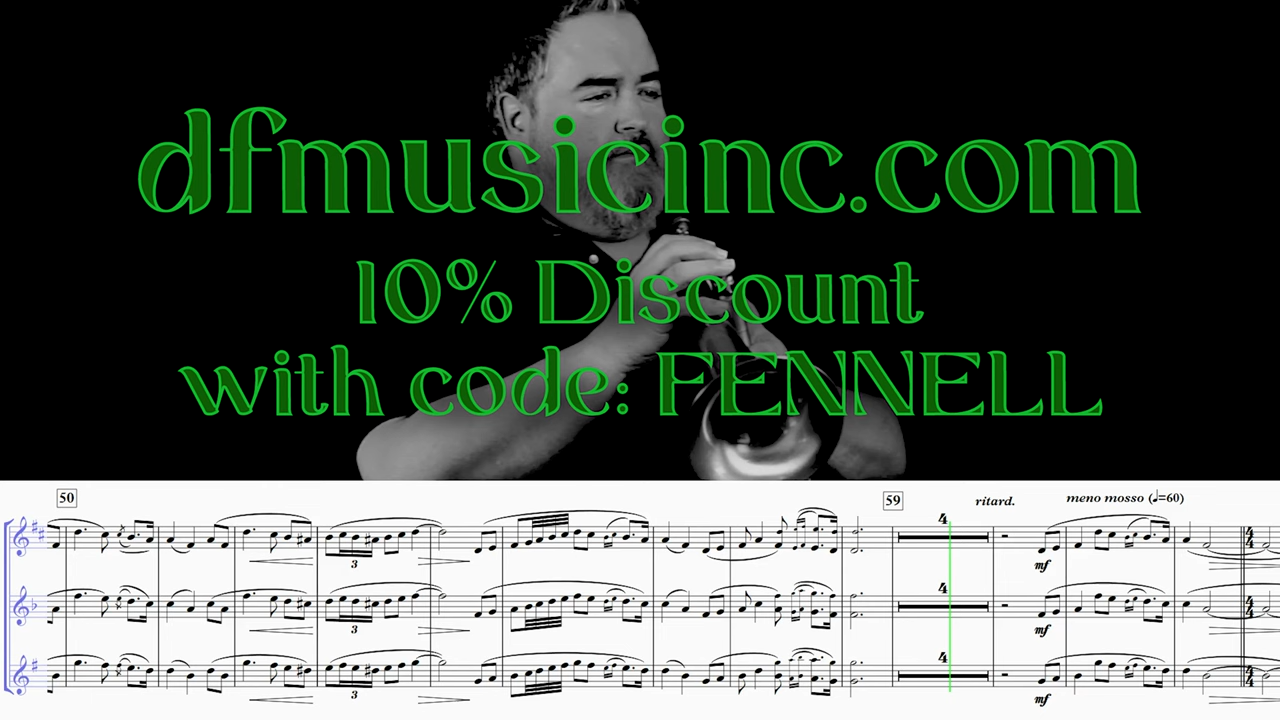 dfmusicinc.com
10% Discount
with code: FENNELL
50
59
ritard.
meno mosso (♩=60)
4
3
mf
4
3
mf
4
3
mf